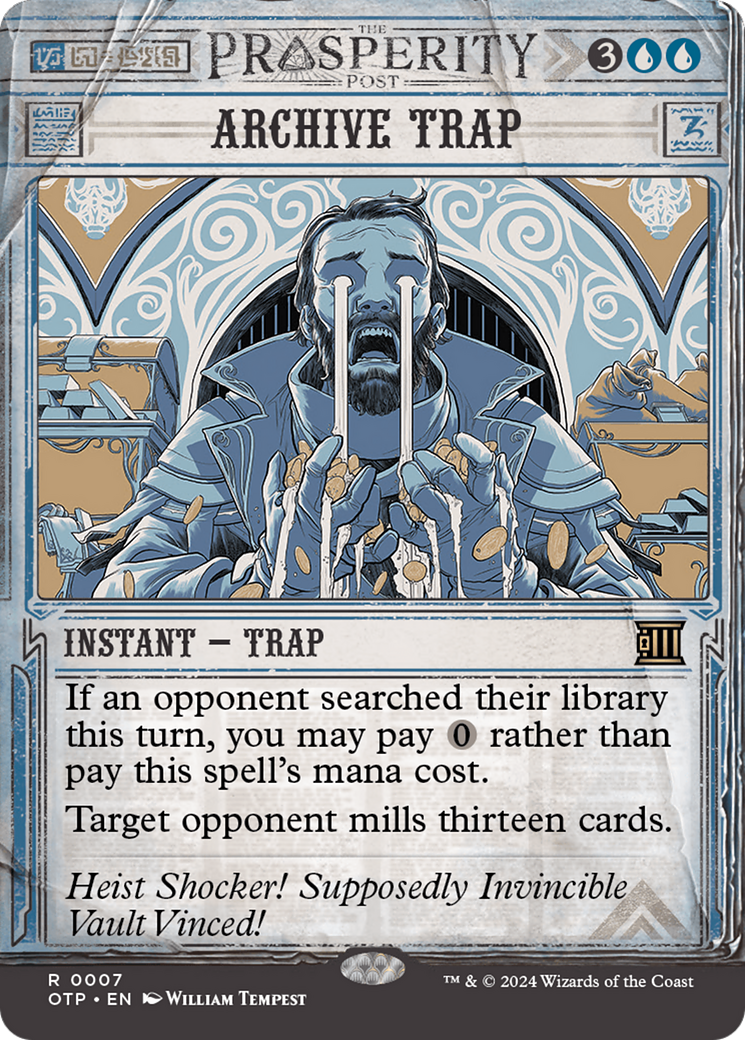 THE
PROSPERITY
POST
3
ARCHIVE TRAP
INSTANT – TRAP
If an opponent searched their library
this turn, you may pay 0 rather than
pay this spell's mana cost.
Target opponent mills thirteen cards.
Heist Shocker! Supposedly Invincible
Vault Vinced!
R 0007
OTP • EN WILLIAM TEMPEST
™ & © 2024 Wizards of the Coast